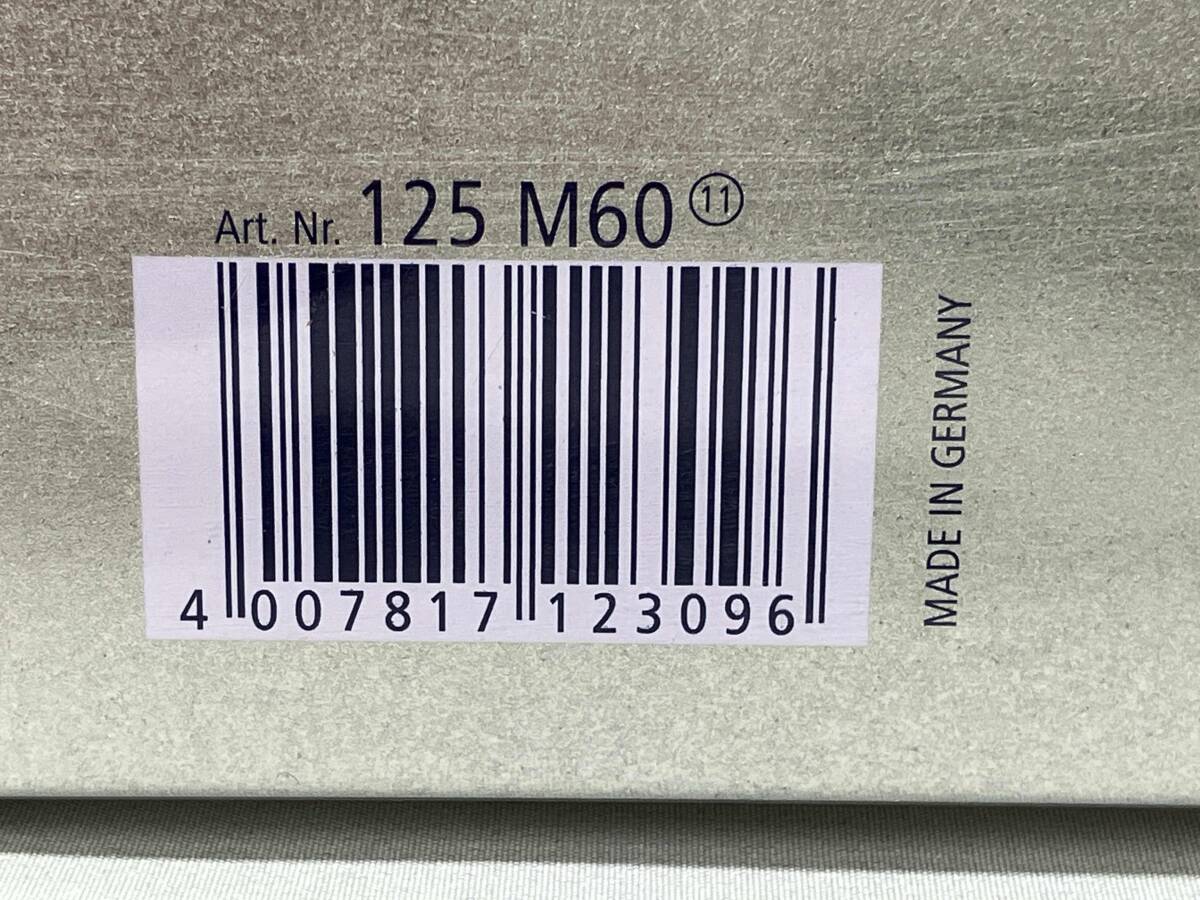 Art. Nr. 125 M60 ⑪
4 007817 123096
MADE IN GERMANY